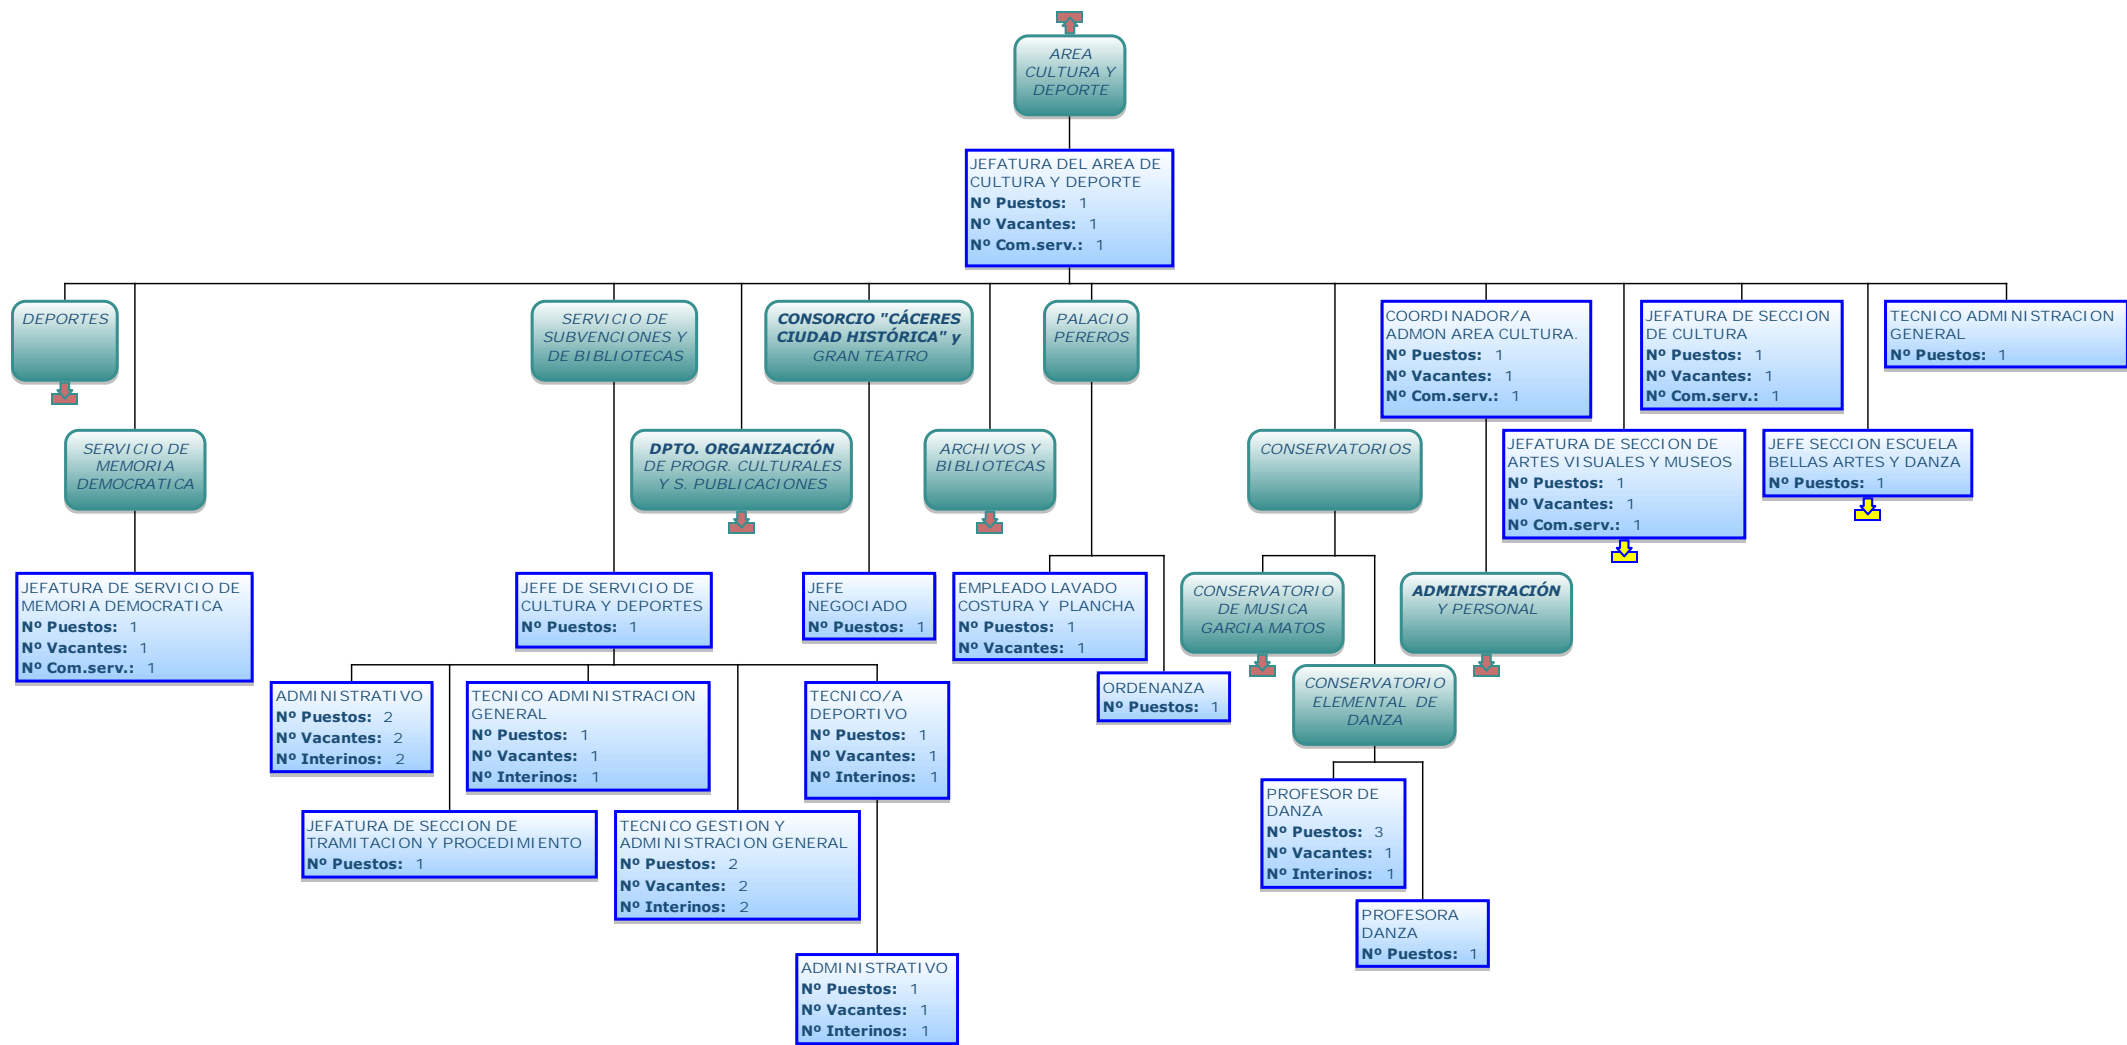 AREA
CULTURA Y
DEPORTE
JEFATURA DEL AREA DE
CULTURA Y DEPORTE
Nº Puestos: 1
Nº Vacantes: 1
Nº Com.serv.: 1
DEPORTES
SERVICIO DE
SUBVENCIONES Y
DE BIBLIOTECAS
CONSORCIO "CÁCERES
CIUDAD HISTÓRICA" y
GRAN TEATRO
PALACIO
PEREROS
COORDINADOR/A
ADMON AREA CULTURA.
Nº Puestos: 1
Nº Vacantes: 1
Nº Com.serv.: 1
JEFATURA DE SECCION
DE CULTURA
Nº Puestos: 1
Nº Vacantes: 1
Nº Com.serv.: 1
TECNICO ADMINISTRACION
GENERAL
Nº Puestos: 1
SERVICIO DE
MEMORIA
DEMOCRATICA
DPTO. ORGANIZACIÓN
DE PROGR. CULTURALES
Y S. PUBLICACIONES
ARCHIVOS Y
BIBLIOTECAS
CONSERVATORIOS
JEFATURA DE SECCION DE
ARTES VISUALES Y MUSEOS
Nº Puestos: 1
Nº Vacantes: 1
Nº Com.serv.: 1
JEFE SECCION ESCUELA
BELLAS ARTES Y DANZA
Nº Puestos: 1
JEFATURA DE SERVICIO DE
MEMORIA DEMOCRATICA
Nº Puestos: 1
Nº Vacantes: 1
Nº Com.serv.: 1
JEFE DE SERVICIO DE
CULTURA Y DEPORTES
Nº Puestos: 1
JEFE
NEGOCIADO
Nº Puestos: 1
EMPLEADO LAVADO
COSTURA Y PLANCHA
Nº Puestos: 1
Nº Vacantes: 1
CONSERVATORIO
DE MUSICA
GARCIA MATOS
ADMINISTRACIÓN
Y PERSONAL
ORDENANZA
Nº Puestos: 1
CONSERVATORIO
ELEMENTAL DE
DANZA
ADMINISTRATIVO
Nº Puestos: 2
Nº Vacantes: 2
Nº Interinos: 2
TECNICO ADMINISTRACION
GENERAL
Nº Puestos: 1
Nº Vacantes: 1
Nº Interinos: 1
TECNICO/A
DEPORTIVO
Nº Puestos: 1
Nº Vacantes: 1
Nº Interinos: 1
JEFATURA DE SECCION DE
TRAMITACION Y PROCEDIMIENTO
Nº Puestos: 1
TECNICO GESTION Y
ADMINISTRACION GENERAL
Nº Puestos: 2
Nº Vacantes: 2
Nº Interinos: 2
PROFESOR DE
DANZA
Nº Puestos: 3
Nº Vacantes: 1
Nº Interinos: 1
PROFESORA
DANZA
Nº Puestos: 1
ADMINISTRATIVO
Nº Puestos: 1
Nº Vacantes: 1
Nº Interinos: 1